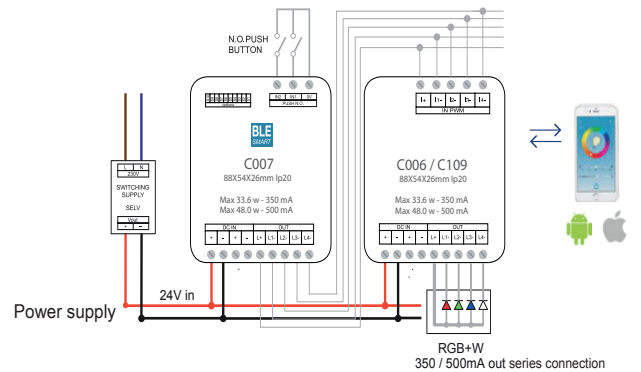 N.O.PUSH
BUTTON
IN2 IN1 0V
PUSH N.O.
I+ I1- I2- I3- I4-
IN PWM
BLE
SMART
C007
88X54X26mm Ip20
Max 33.6 w - 350 mA
Max 48.0 w - 500 mA
C006 / C109
88X54X26mm Ip20
Max 33.6 w - 350 mA
Max 48.0 w - 500 mA
L N
230V
SWITCHING
SUPPLY
SELV
Vout
+ -
DC IN OUT
+ - + - L+ L1- L2- L3- L4-
DC IN OUT
+ - + - L+ L1- L2- L3- L4-
24V in
Power supply
RGB+W
350 / 500mA out series connection